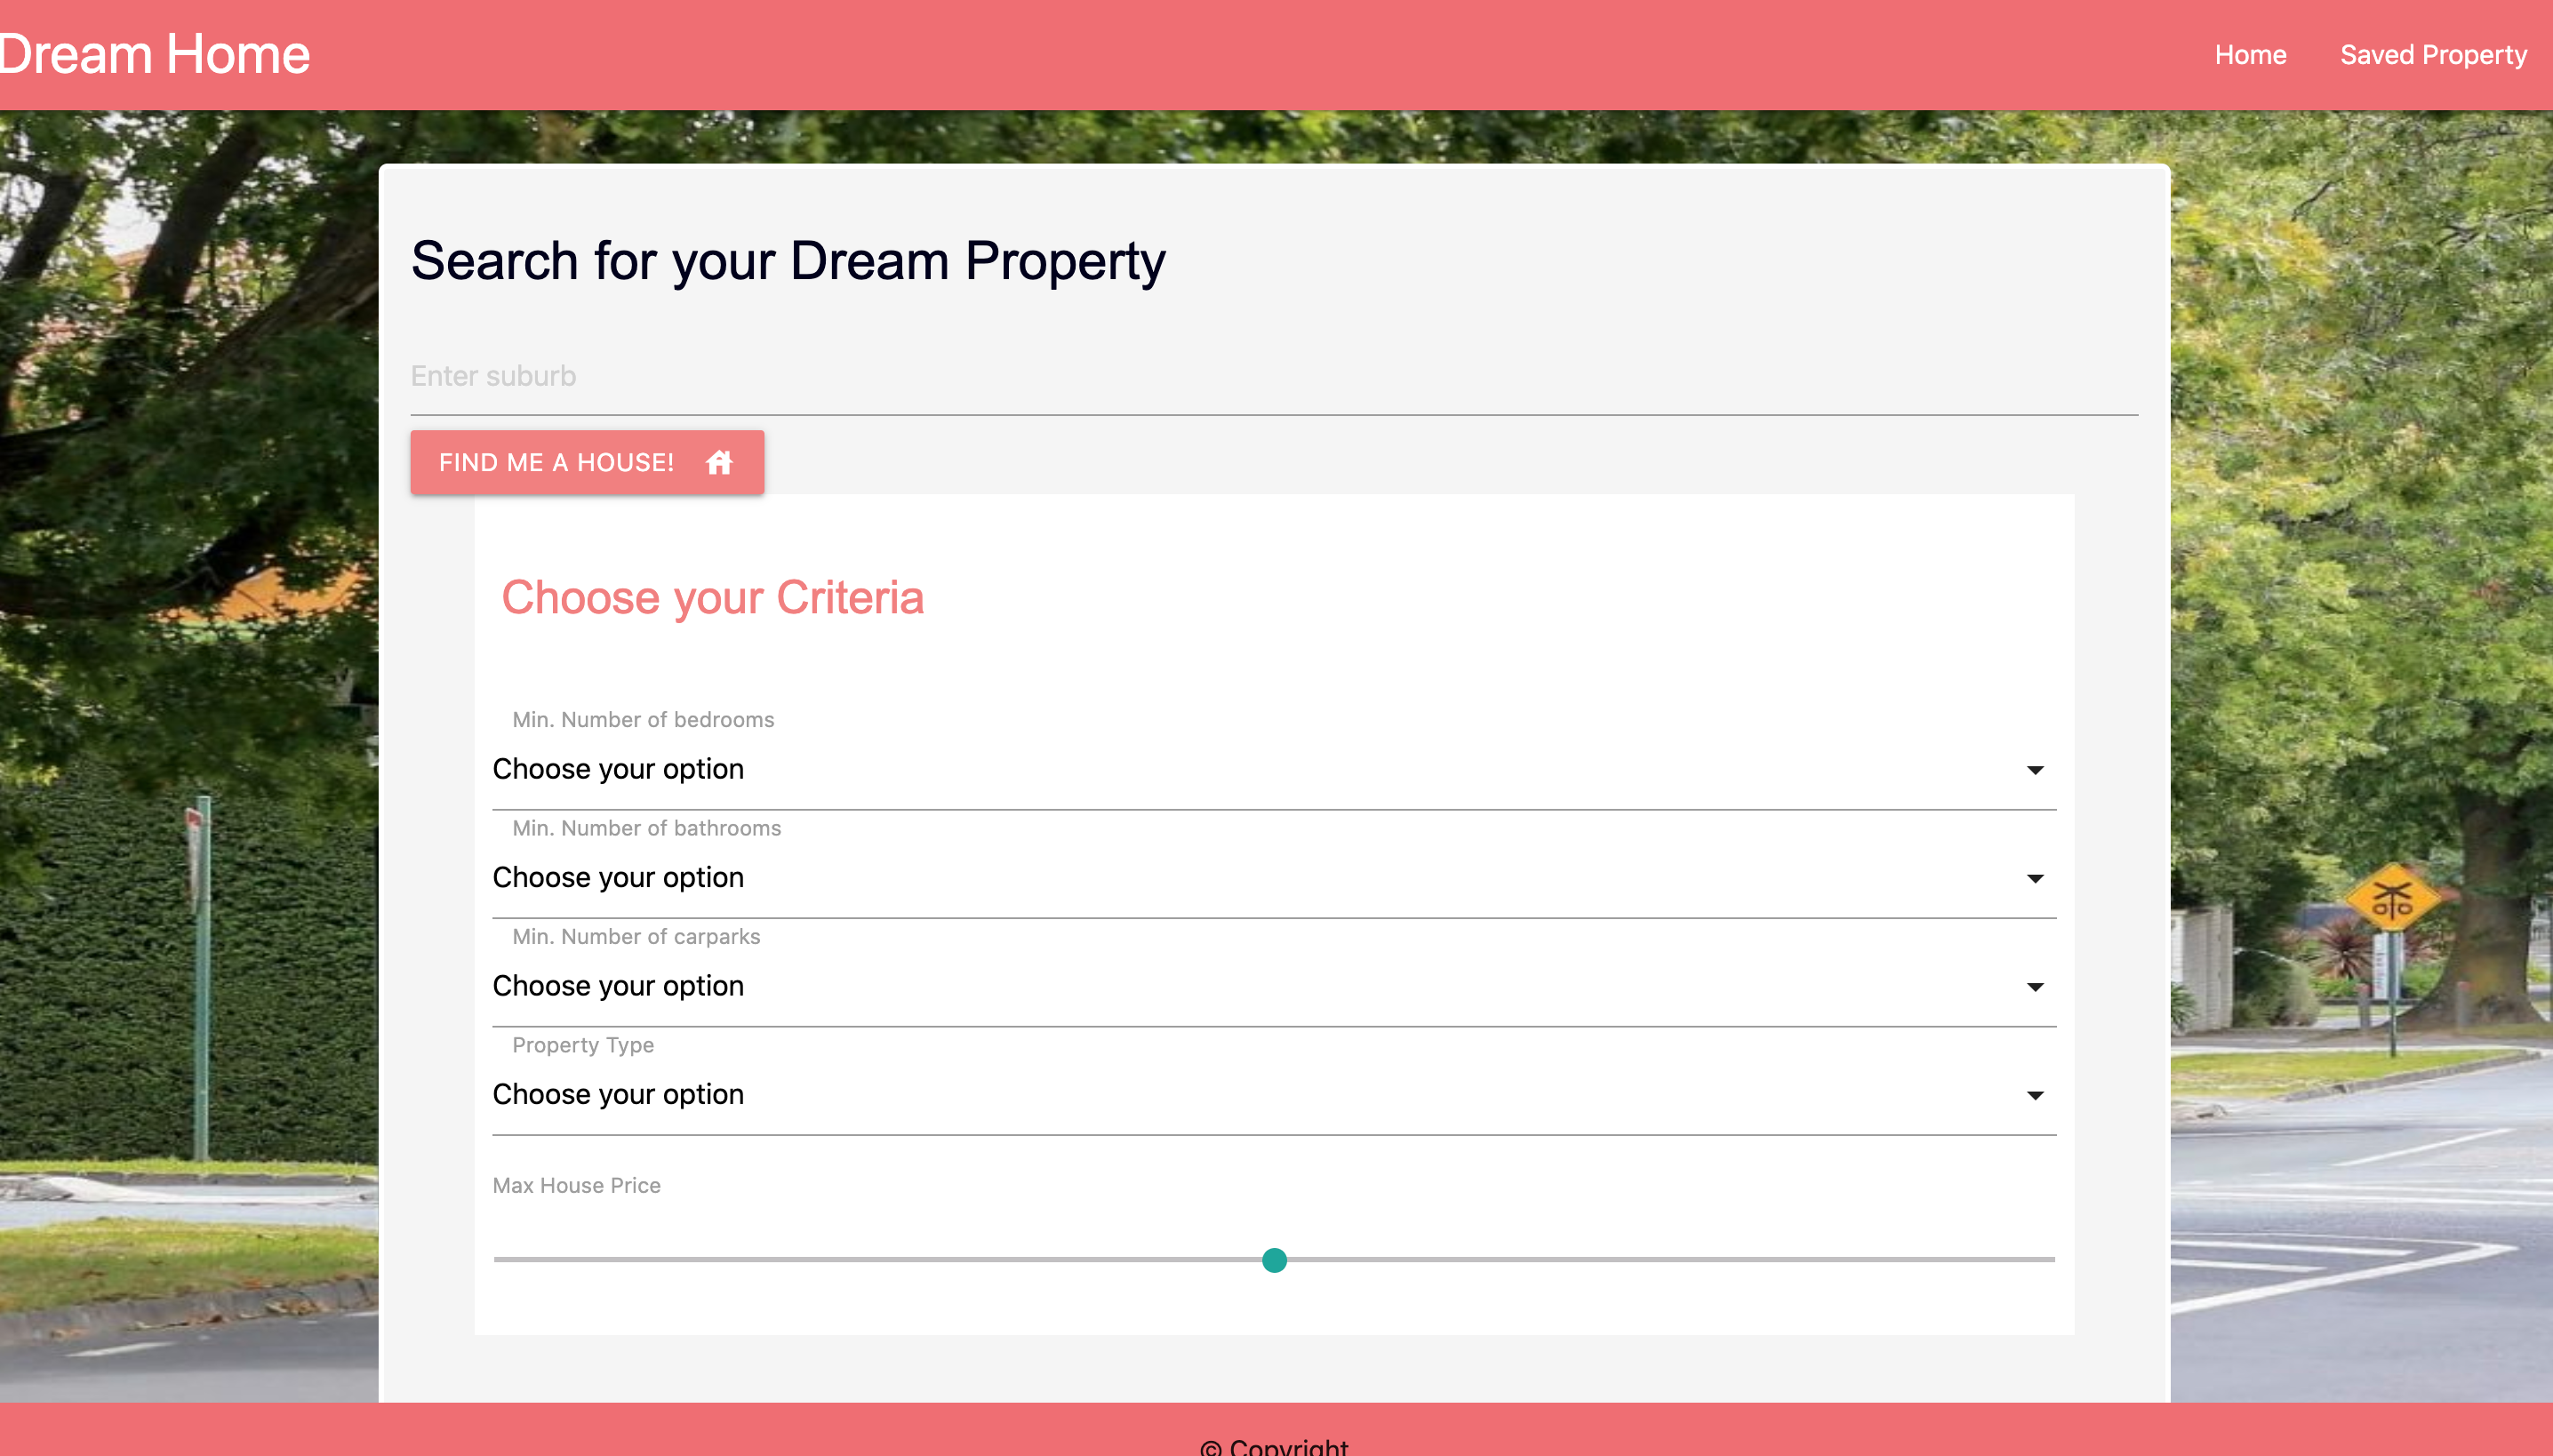 Dream Home
Home
Saved Property
Search for your Dream Property
Enter suburb
FIND ME A HOUSE!
Choose your Criteria
Min. Number of bedrooms
Choose your option
Min. Number of bathrooms
Choose your option
Min. Number of carparks
Choose your option
Property Type
Choose your option
Max House Price
© Copyright